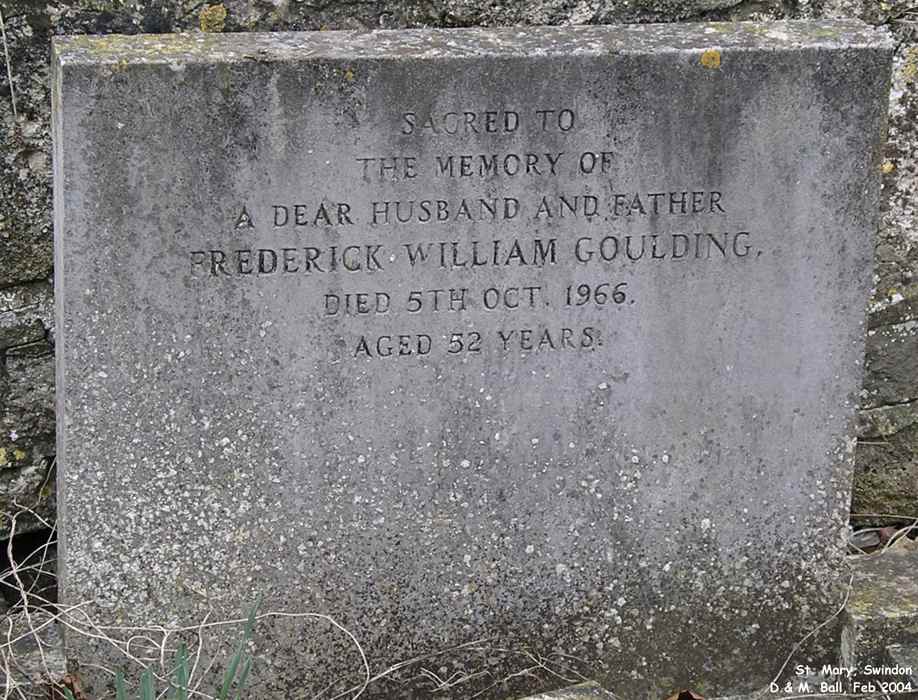 SACRED TO
THE MEMORY OF
A DEAR HUSBAND AND FATHER
FREDERICK WILLIAM GOULDING,
DIED 5TH OCT. 1966.
AGED 52 YEARS.
St. Mary, Swindon
D.& M. Ball, Feb 2004